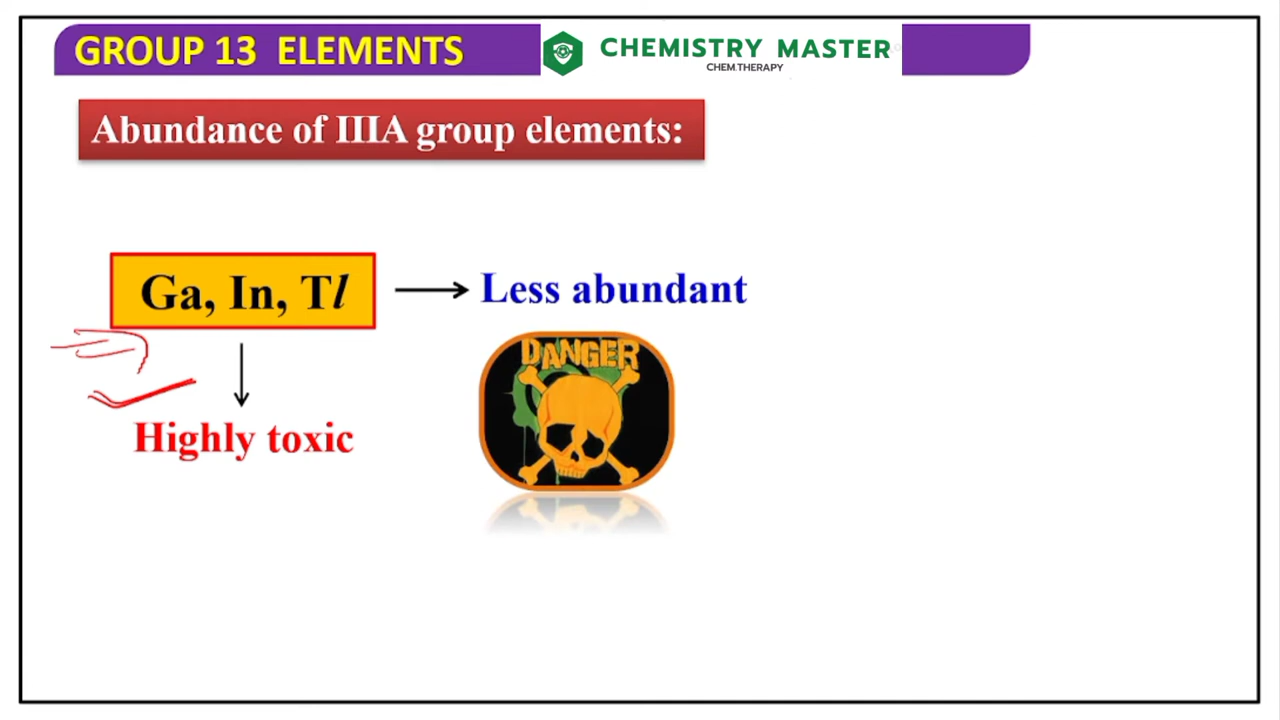 GROUP 13 ELEMENTS
CHEMISTRY MASTER
CHEM.THERAPY
Abundance of IIIA group elements:
Ga, In, Tl
Less abundant
DANGER
Highly toxic